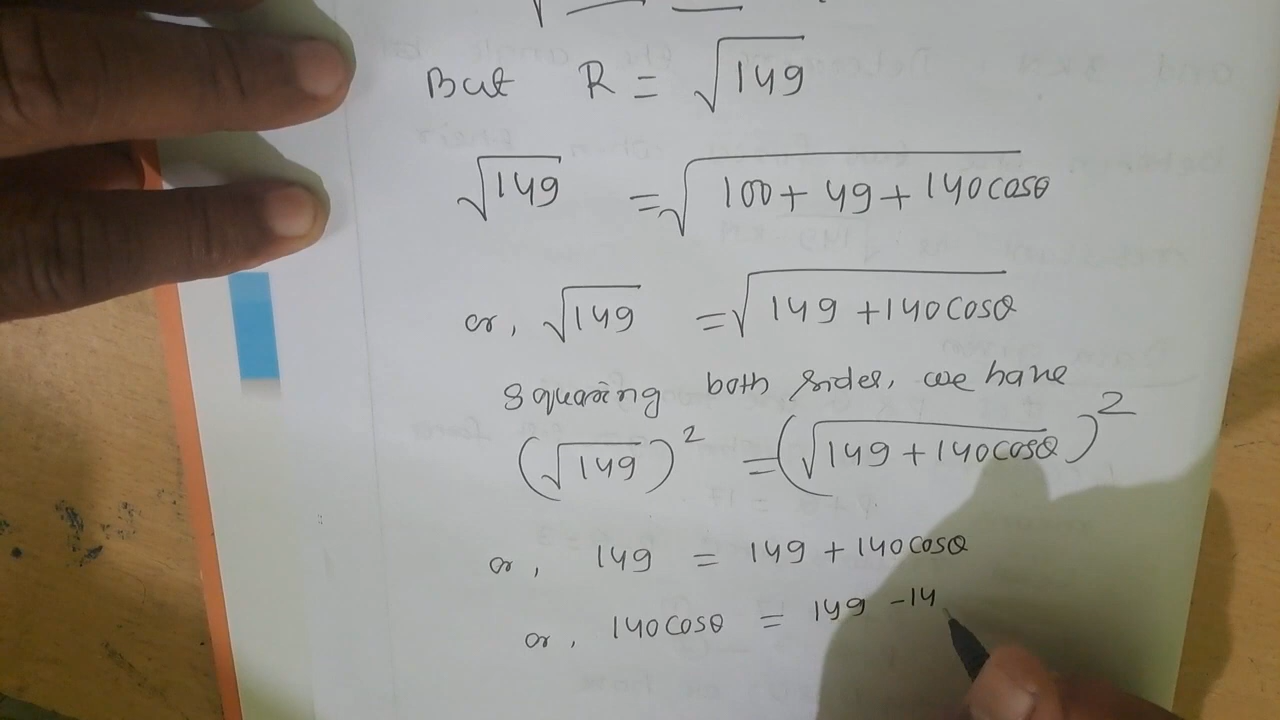 But R = √149
√149 = √100 + 49 + 140cosθ
or, √149 = √149 + 140cosθ
Squaring both sides, we have
(√149)² = (√149 + 140cosθ)²
or, 149 = 149 + 140cosθ
or, 140cosθ = 149 - 14